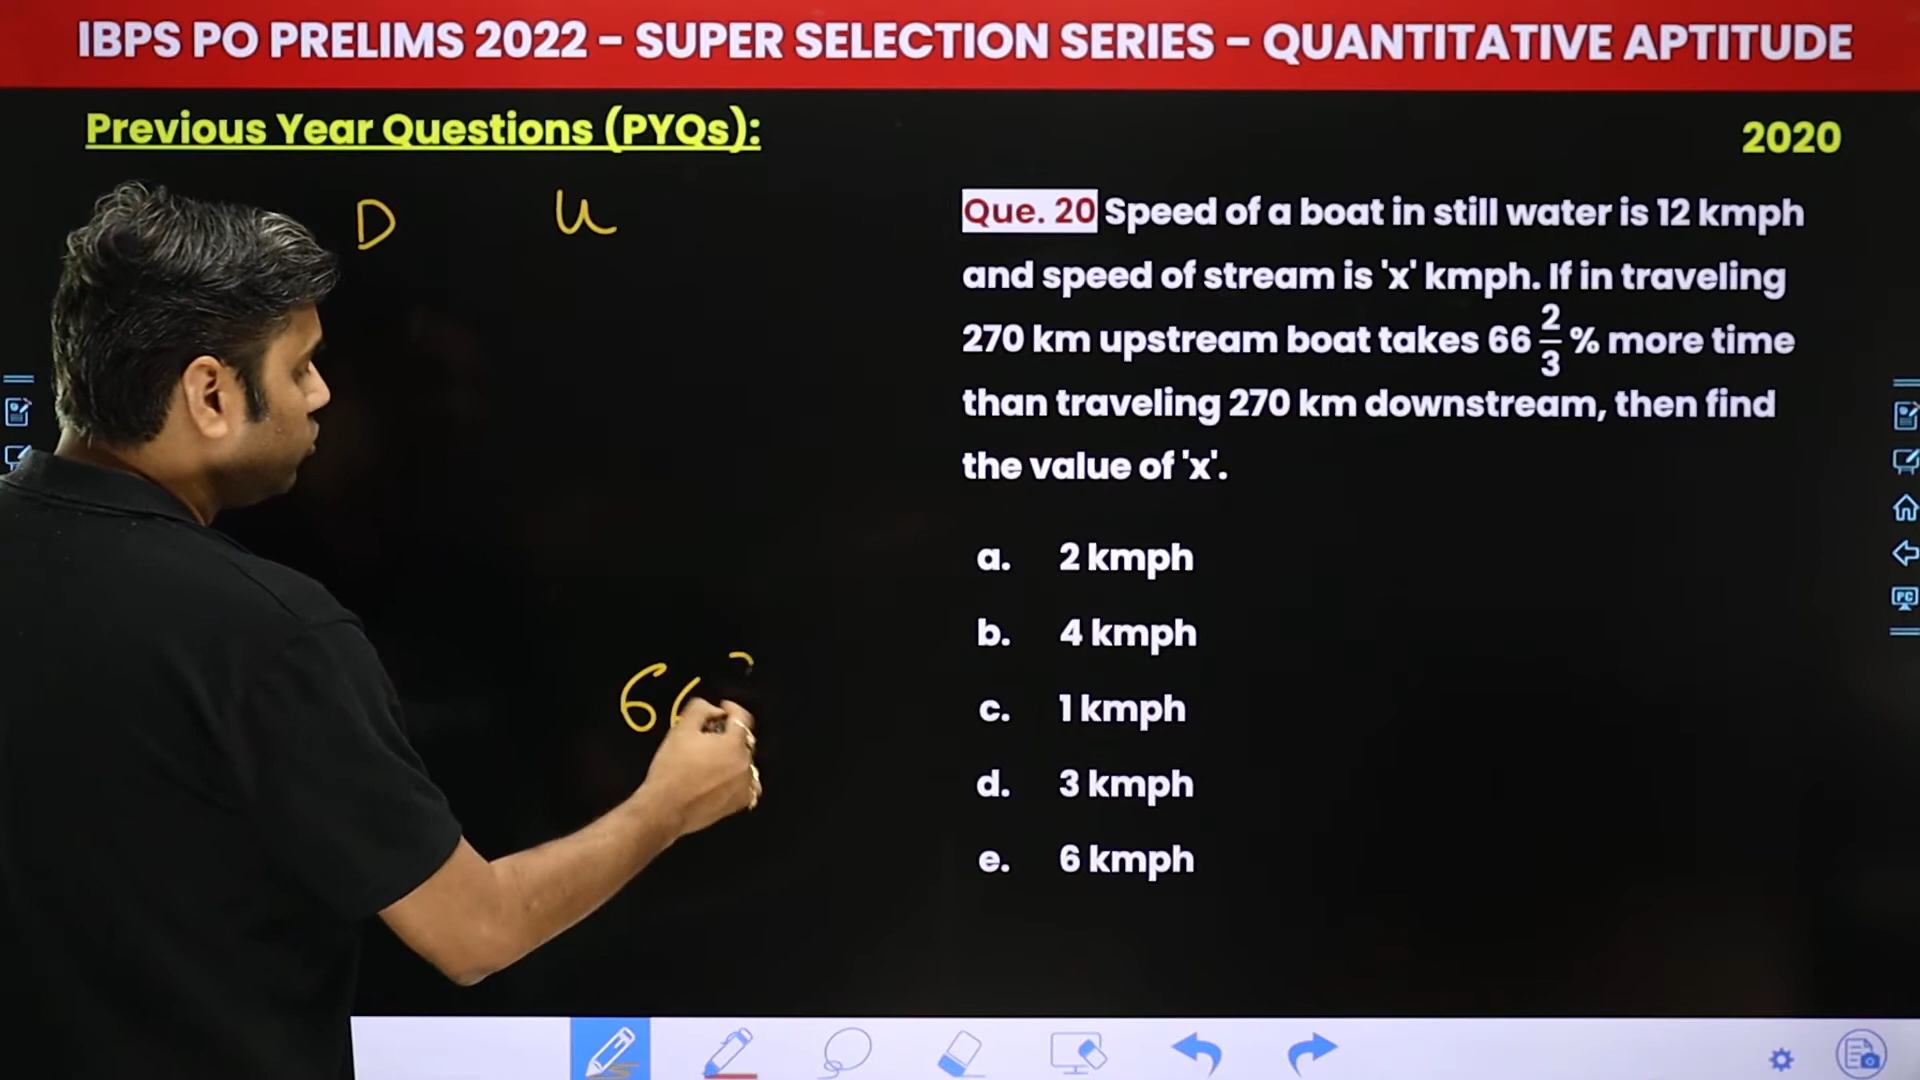 IBPS PO PRELIMS 2022 - SUPER SELECTION SERIES - QUANTITATIVE APTITUDE
Previous Year Questions (PYQs):
2020
D U
Que. 20 Speed of a boat in still water is 12 kmph
and speed of stream is 'x' kmph. If in traveling
270 km upstream boat takes 66 2/3 % more time
than traveling 270 km downstream, then find
the value of 'x'.
a. 2 kmph
b. 4 kmph
c. 1 kmph
d. 3 kmph
e. 6 kmph
66
PC